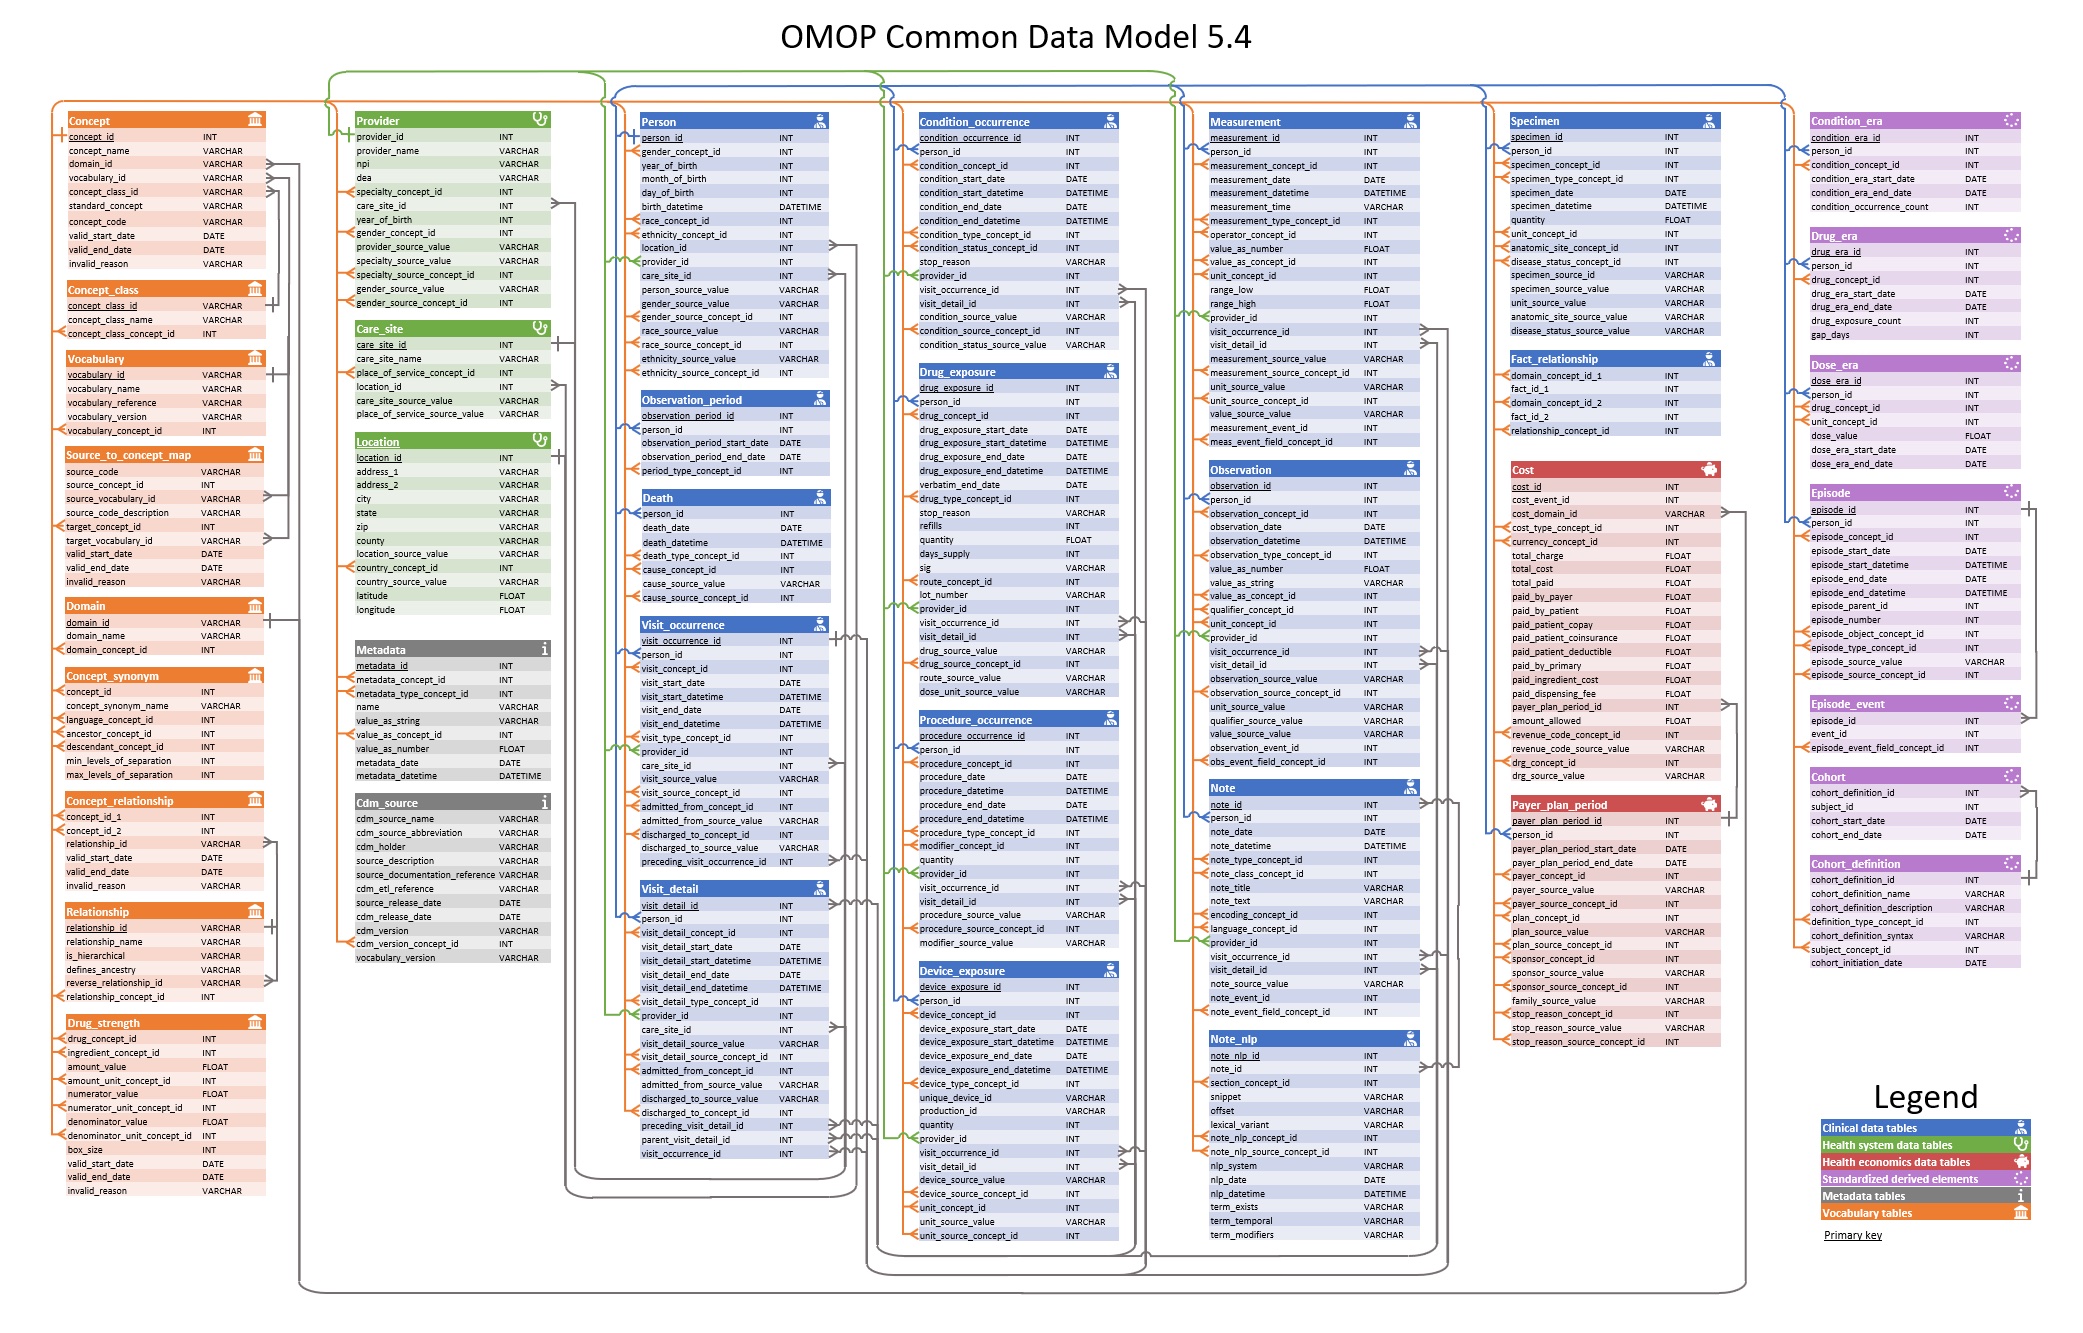 OMOP Common Data Model 5.4
Concept
concept_id INT
concept_name VARCHAR
domain_id VARCHAR
vocabulary_id VARCHAR
concept_class_id VARCHAR
standard_concept VARCHAR
concept_code VARCHAR
valid_start_date DATE
valid_end_date DATE
invalid_reason VARCHAR
Concept_class
concept_class_id VARCHAR
concept_class_name VARCHAR
concept_class_concept_id INT
Vocabulary
vocabulary_id VARCHAR
vocabulary_name VARCHAR
vocabulary_reference VARCHAR
vocabulary_version VARCHAR
vocabulary_concept_id INT
Source_to_concept_map
source_code VARCHAR
source_concept_id INT
source_vocabulary_id VARCHAR
source_code_description VARCHAR
target_concept_id INT
target_vocabulary_id VARCHAR
valid_start_date DATE
valid_end_date DATE
invalid_reason VARCHAR
Domain
domain_id VARCHAR
domain_name VARCHAR
domain_concept_id INT
Concept_synonym
concept_id INT
concept_synonym_name VARCHAR
language_concept_id INT
ancestor_concept_id INT
descendant_concept_id INT
min_levels_of_separation INT
max_levels_of_separation INT
Concept_relationship
concept_id_1 INT
concept_id_2 INT
relationship_id VARCHAR
valid_start_date DATE
valid_end_date DATE
invalid_reason VARCHAR
Relationship
relationship_id VARCHAR
relationship_name VARCHAR
is_hierarchical VARCHAR
defines_ancestry VARCHAR
reverse_relationship_id VARCHAR
relationship_concept_id INT
Drug_strength
drug_concept_id INT
ingredient_concept_id INT
amount_value FLOAT
amount_unit_concept_id INT
numerator_value FLOAT
numerator_unit_concept_id INT
denominator_value FLOAT
denominator_unit_concept_id INT
box_size INT
valid_start_date DATE
valid_end_date DATE
invalid_reason VARCHAR
Provider
provider_id INT
provider_name VARCHAR
npi VARCHAR
dea VARCHAR
specialty_concept_id INT
care_site_id INT
year_of_birth INT
gender_concept_id INT
provider_source_value VARCHAR
specialty_source_value VARCHAR
specialty_source_concept_id INT
gender_source_value VARCHAR
gender_source_concept_id INT
Care_site
care_site_id INT
care_site_name VARCHAR
place_of_service_concept_id INT
location_id INT
care_site_source_value VARCHAR
place_of_service_source_value VARCHAR
Location
location_id INT
address_1 VARCHAR
address_2 VARCHAR
city VARCHAR
state VARCHAR
zip VARCHAR
county VARCHAR
location_source_value VARCHAR
country_concept_id INT
country_source_value VARCHAR
latitude FLOAT
longitude FLOAT
Metadata
metadata_id INT
metadata_concept_id INT
metadata_type_concept_id INT
name VARCHAR
value_as_string VARCHAR
value_as_concept_id INT
value_as_number FLOAT
metadata_date DATE
metadata_datetime DATETIME
Cdm_source
cdm_source_name VARCHAR
cdm_source_abbreviation VARCHAR
cdm_holder VARCHAR
source_description VARCHAR
source_documentation_reference VARCHAR
cdm_etl_reference VARCHAR
source_release_date DATE
cdm_release_date DATE
cdm_version VARCHAR
cdm_version_concept_id INT
vocabulary_version VARCHAR
Person
person_id INT
gender_concept_id INT
year_of_birth INT
month_of_birth INT
day_of_birth INT
birth_datetime DATETIME
race_concept_id INT
ethnicity_concept_id INT
location_id INT
provider_id INT
care_site_id INT
person_source_value VARCHAR
gender_source_value VARCHAR
gender_source_concept_id INT
race_source_value VARCHAR
race_source_concept_id INT
ethnicity_source_value VARCHAR
ethnicity_source_concept_id INT
Observation_period
observation_period_id INT
person_id INT
observation_period_start_date DATE
observation_period_end_date DATE
period_type_concept_id INT
Death
person_id INT
death_date DATE
death_datetime DATETIME
death_type_concept_id INT
cause_concept_id INT
cause_source_value VARCHAR
cause_source_concept_id INT
Visit_occurrence
visit_occurrence_id INT
person_id INT
visit_concept_id INT
visit_start_date DATE
visit_start_datetime DATETIME
visit_end_date DATE
visit_end_datetime DATETIME
visit_type_concept_id INT
provider_id INT
care_site_id INT
visit_source_value VARCHAR
visit_source_concept_id INT
admitted_from_concept_id INT
admitted_from_source_value VARCHAR
discharged_to_concept_id INT
discharged_to_source_value VARCHAR
preceding_visit_occurrence_id INT
Visit_detail
visit_detail_id INT
person_id INT
visit_detail_concept_id INT
visit_detail_start_date DATE
visit_detail_start_datetime DATETIME
visit_detail_end_date DATE
visit_detail_end_datetime DATETIME
visit_detail_type_concept_id INT
provider_id INT
care_site_id INT
visit_detail_source_value VARCHAR
visit_detail_source_concept_id INT
admitted_from_concept_id INT
admitted_from_source_value VARCHAR
discharged_to_source_value VARCHAR
discharged_to_concept_id INT
preceding_visit_detail_id INT
parent_visit_detail_id INT
visit_occurrence_id INT
Condition_occurrence
condition_occurrence_id INT
person_id INT
condition_concept_id INT
condition_start_date DATE
condition_start_datetime DATETIME
condition_end_date DATE
condition_end_datetime DATETIME
condition_type_concept_id INT
condition_status_concept_id INT
stop_reason VARCHAR
provider_id INT
visit_occurrence_id INT
visit_detail_id INT
condition_source_value VARCHAR
condition_source_concept_id INT
condition_status_source_value VARCHAR
Drug_exposure
drug_exposure_id INT
person_id INT
drug_concept_id INT
drug_exposure_start_date DATE
drug_exposure_start_datetime DATETIME
drug_exposure_end_date DATE
drug_exposure_end_datetime DATETIME
verbatim_end_date DATE
drug_type_concept_id INT
stop_reason VARCHAR
refills INT
quantity FLOAT
days_supply INT
sig VARCHAR
route_concept_id INT
lot_number VARCHAR
provider_id INT
visit_occurrence_id INT
visit_detail_id INT
drug_source_value VARCHAR
drug_source_concept_id INT
route_source_value VARCHAR
dose_unit_source_value VARCHAR
Procedure_occurrence
procedure_occurrence_id INT
person_id INT
procedure_concept_id INT
procedure_date DATE
procedure_datetime DATETIME
procedure_end_date DATE
procedure_end_datetime DATETIME
procedure_type_concept_id INT
modifier_concept_id INT
quantity INT
provider_id INT
visit_occurrence_id INT
visit_detail_id INT
procedure_source_value VARCHAR
procedure_source_concept_id INT
modifier_source_value VARCHAR
Device_exposure
device_exposure_id INT
person_id INT
device_concept_id INT
device_exposure_start_date DATE
device_exposure_start_datetime DATETIME
device_exposure_end_date DATE
device_exposure_end_datetime DATETIME
device_type_concept_id INT
unique_device_id VARCHAR
production_id VARCHAR
quantity INT
provider_id INT
visit_occurrence_id INT
visit_detail_id INT
device_source_value VARCHAR
device_source_concept_id INT
unit_concept_id INT
unit_source_value VARCHAR
unit_source_concept_id INT
Measurement
measurement_id INT
person_id INT
measurement_concept_id INT
measurement_date DATE
measurement_datetime DATETIME
measurement_time VARCHAR
measurement_type_concept_id INT
operator_concept_id INT
value_as_number FLOAT
value_as_concept_id INT
unit_concept_id INT
range_low FLOAT
range_high FLOAT
provider_id INT
visit_occurrence_id INT
visit_detail_id INT
measurement_source_value VARCHAR
measurement_source_concept_id INT
unit_source_value VARCHAR
unit_source_concept_id INT
value_source_value VARCHAR
measurement_event_id INT
meas_event_field_concept_id INT
Observation
observation_id INT
person_id INT
observation_concept_id INT
observation_date DATE
observation_datetime DATETIME
observation_type_concept_id INT
value_as_number FLOAT
value_as_string VARCHAR
value_as_concept_id INT
qualifier_concept_id INT
unit_concept_id INT
provider_id INT
visit_occurrence_id INT
visit_detail_id INT
observation_source_value VARCHAR
observation_source_concept_id INT
unit_source_value VARCHAR
qualifier_source_value VARCHAR
value_source_value VARCHAR
observation_event_id INT
obs_event_field_concept_id INT
Note
note_id INT
person_id INT
note_date DATE
note_datetime DATETIME
note_type_concept_id INT
note_class_concept_id INT
note_title VARCHAR
note_text VARCHAR
encoding_concept_id INT
language_concept_id INT
provider_id INT
visit_occurrence_id INT
visit_detail_id INT
note_source_value VARCHAR
note_event_id INT
note_event_field_concept_id INT
Note_nlp
note_nlp_id INT
note_id INT
section_concept_id INT
snippet VARCHAR
offset VARCHAR
lexical_variant VARCHAR
note_nlp_concept_id INT
note_nlp_source_concept_id INT
nlp_system VARCHAR
nlp_date DATE
nlp_datetime DATETIME
term_exists VARCHAR
term_temporal VARCHAR
term_modifiers VARCHAR
Specimen
specimen_id INT
person_id INT
specimen_concept_id INT
specimen_type_concept_id INT
specimen_date DATE
specimen_datetime DATETIME
quantity FLOAT
unit_concept_id INT
anatomic_site_concept_id INT
disease_status_concept_id INT
specimen_source_id VARCHAR
specimen_source_value VARCHAR
unit_source_value VARCHAR
anatomic_site_source_value VARCHAR
disease_status_source_value VARCHAR
Fact_relationship
domain_concept_id_1 INT
fact_id_1 INT
domain_concept_id_2 INT
fact_id_2 INT
relationship_concept_id INT
Cost
cost_id INT
cost_event_id INT
cost_domain_id VARCHAR
cost_type_concept_id INT
currency_concept_id INT
total_charge FLOAT
total_cost FLOAT
total_paid FLOAT
paid_by_payer FLOAT
paid_by_patient FLOAT
paid_patient_copay FLOAT
paid_patient_coinsurance FLOAT
paid_patient_deductible FLOAT
paid_by_primary FLOAT
paid_ingredient_cost FLOAT
paid_dispensing_fee FLOAT
payer_plan_period_id INT
amount_allowed FLOAT
revenue_code_concept_id INT
revenue_code_source_value VARCHAR
drg_concept_id INT
drg_source_value VARCHAR
Payer_plan_period
payer_plan_period_id INT
person_id INT
payer_plan_period_start_date DATE
payer_plan_period_end_date DATE
payer_concept_id INT
payer_source_value VARCHAR
payer_source_concept_id INT
plan_concept_id INT
plan_source_value VARCHAR
plan_source_concept_id INT
sponsor_concept_id INT
sponsor_source_value VARCHAR
sponsor_source_concept_id INT
family_source_value VARCHAR
stop_reason_concept_id INT
stop_reason_source_value VARCHAR
stop_reason_source_concept_id INT
Condition_era
condition_era_id INT
person_id INT
condition_concept_id INT
condition_era_start_date DATE
condition_era_end_date DATE
condition_occurrence_count INT
Drug_era
drug_era_id INT
person_id INT
drug_concept_id INT
drug_era_start_date DATE
drug_era_end_date DATE
drug_exposure_count INT
gap_days INT
Dose_era
dose_era_id INT
person_id INT
drug_concept_id INT
unit_concept_id INT
dose_value FLOAT
dose_era_start_date DATE
dose_era_end_date DATE
Episode
episode_id INT
person_id INT
episode_concept_id INT
episode_start_date DATE
episode_start_datetime DATETIME
episode_end_date DATE
episode_end_datetime DATETIME
episode_parent_id INT
episode_number INT
episode_object_concept_id INT
episode_type_concept_id INT
episode_source_value VARCHAR
episode_source_concept_id INT
Episode_event
episode_id INT
event_id INT
episode_event_field_concept_id INT
Cohort
cohort_definition_id INT
subject_id INT
cohort_start_date DATE
cohort_end_date DATE
Cohort_definition
cohort_definition_id INT
cohort_definition_name VARCHAR
cohort_definition_description VARCHAR
definition_type_concept_id INT
cohort_definition_syntax VARCHAR
subject_concept_id INT
cohort_initiation_date DATE
Legend
Clinical data tables
Health system data tables
Health economics data tables
Standardized derived elements
Metadata tables
Vocabulary tables
Primary key